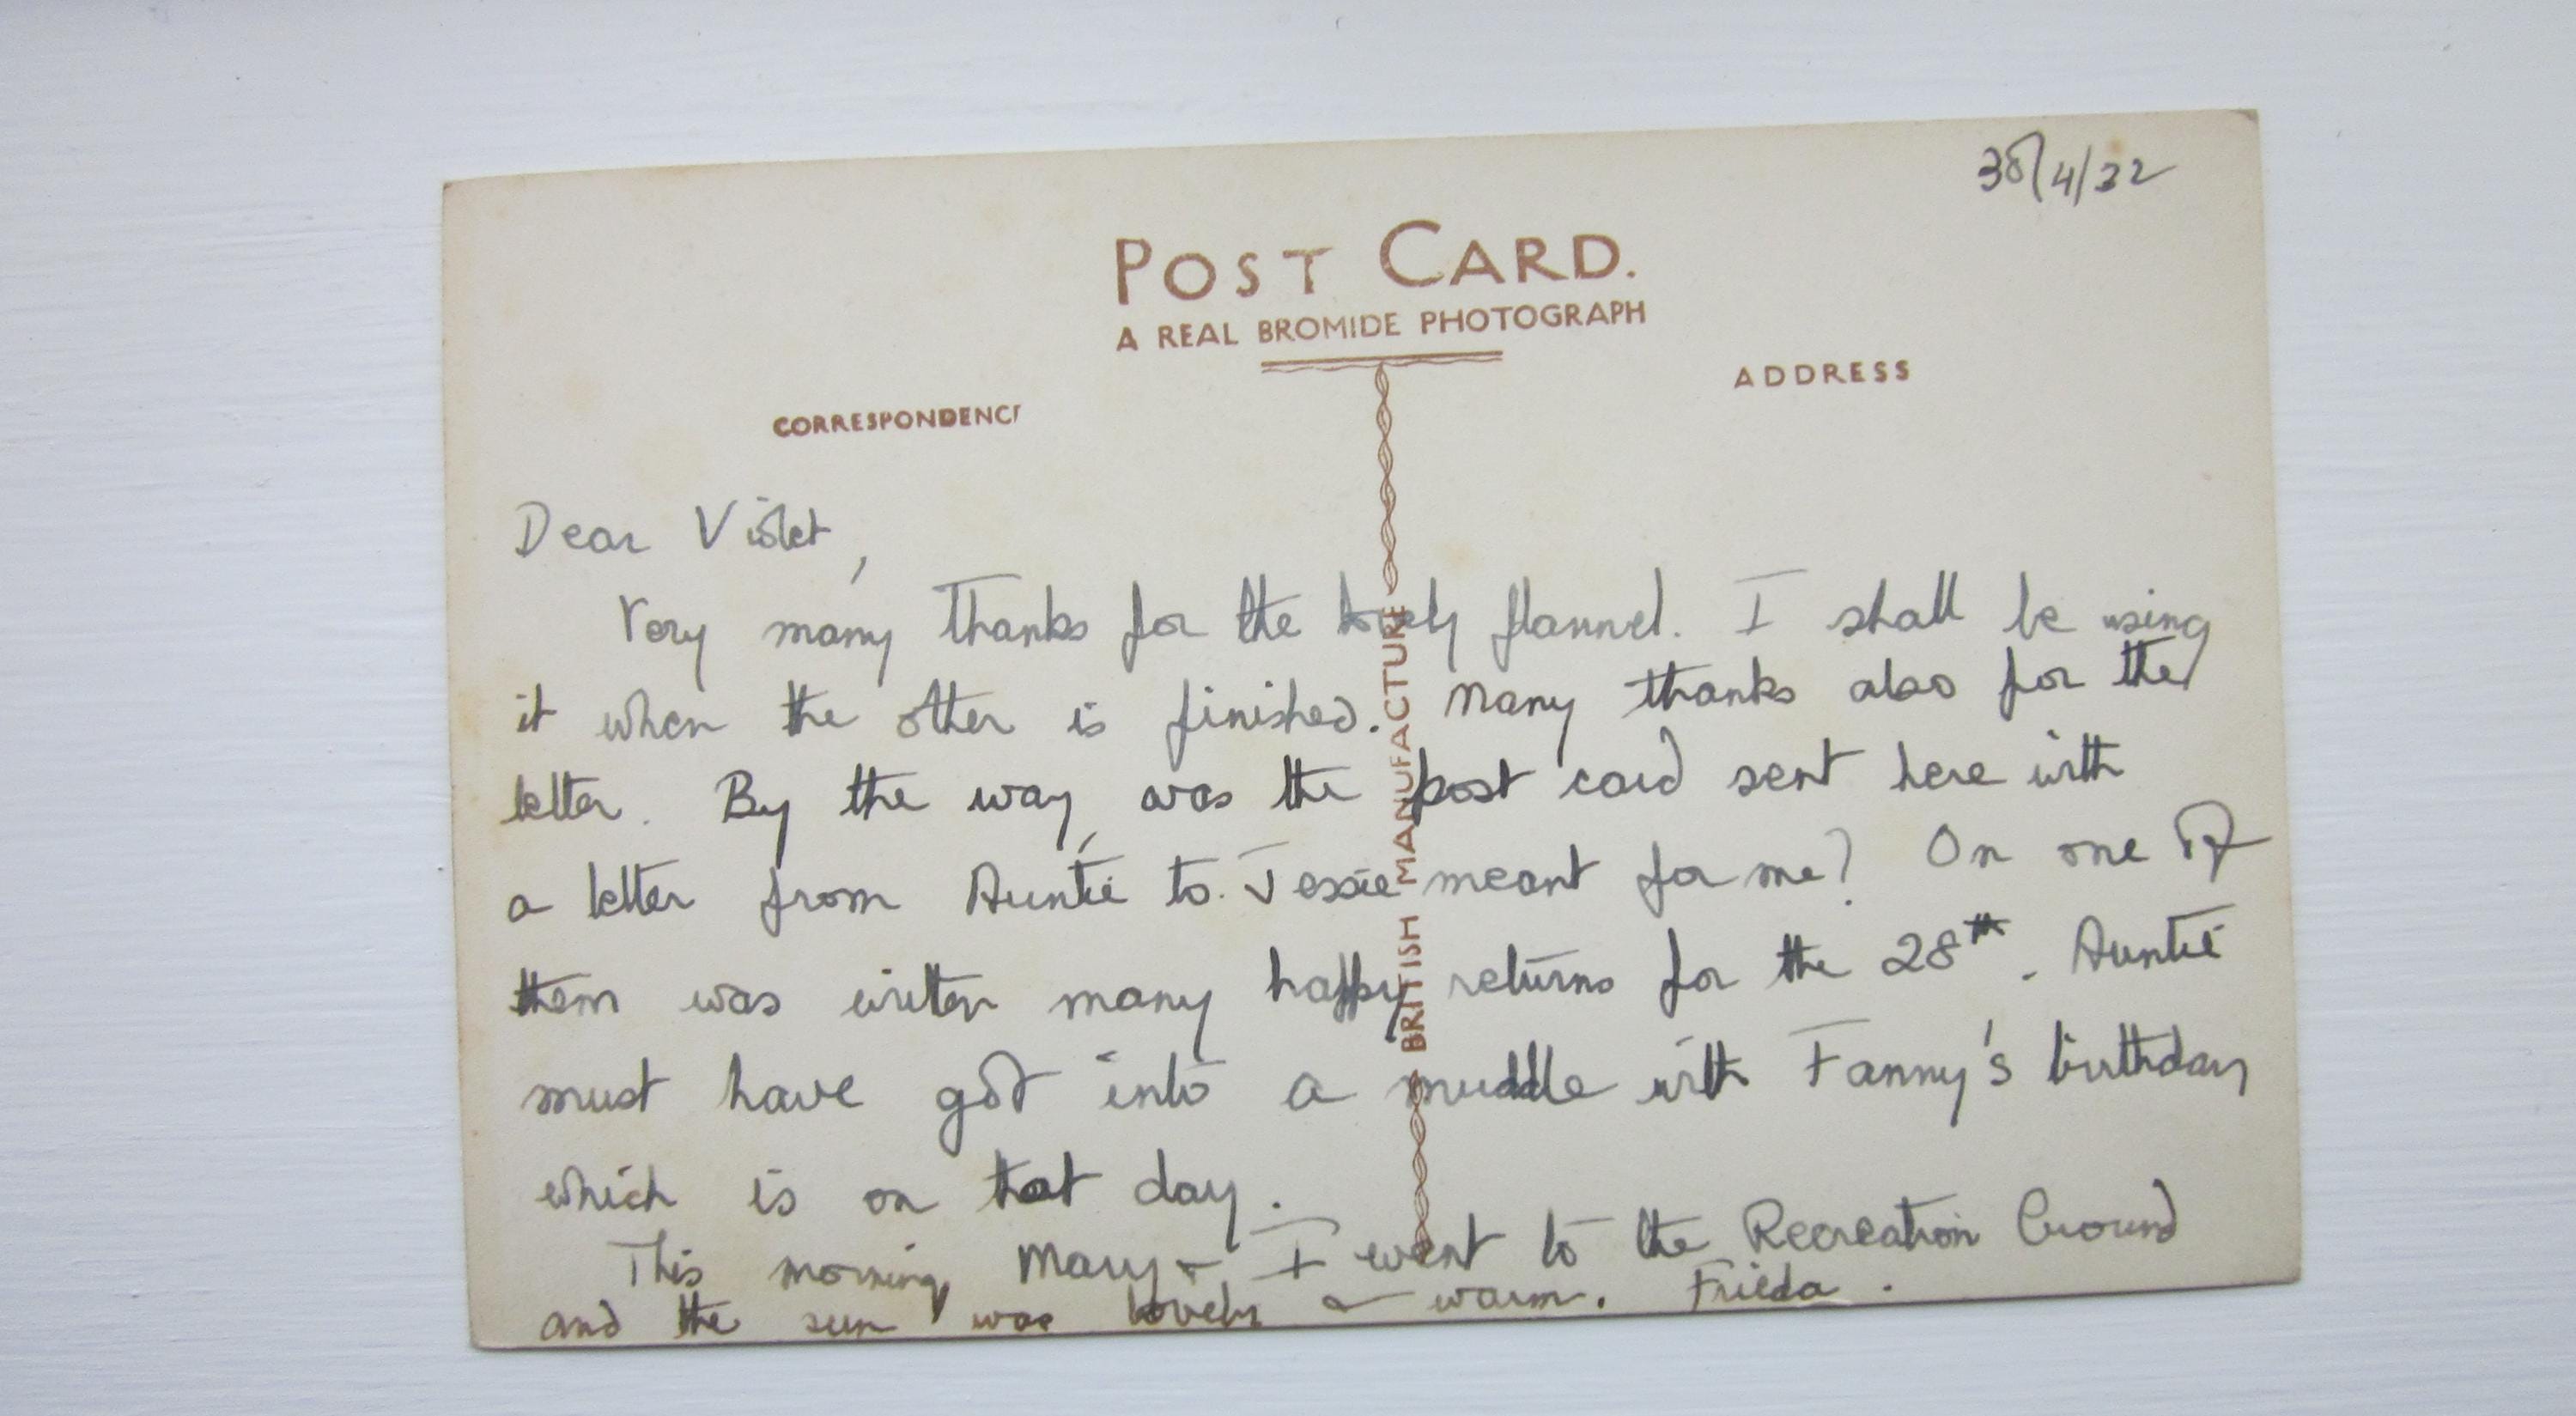 30/4/32
POST CARD.
A REAL BROMIDE PHOTOGRAPH
CORRESPONDENCE
ADDRESS
BRITISH MANUFACTURE
Dear Violet,
Very many thanks for the lovely flannel. I shall be using
it when the other is finished. Many thanks also for the
letter. By the way, was the post card sent here with
a letter from Auntie to Jessie meant for me? On one of
them was writen many happy returns for the 28th. Auntie
must have got into a muddle with Fanny's birthday
which is on that day.
This morning Mary & I went to the Recreation Ground
and the sun was lovely & warm. Frieda.